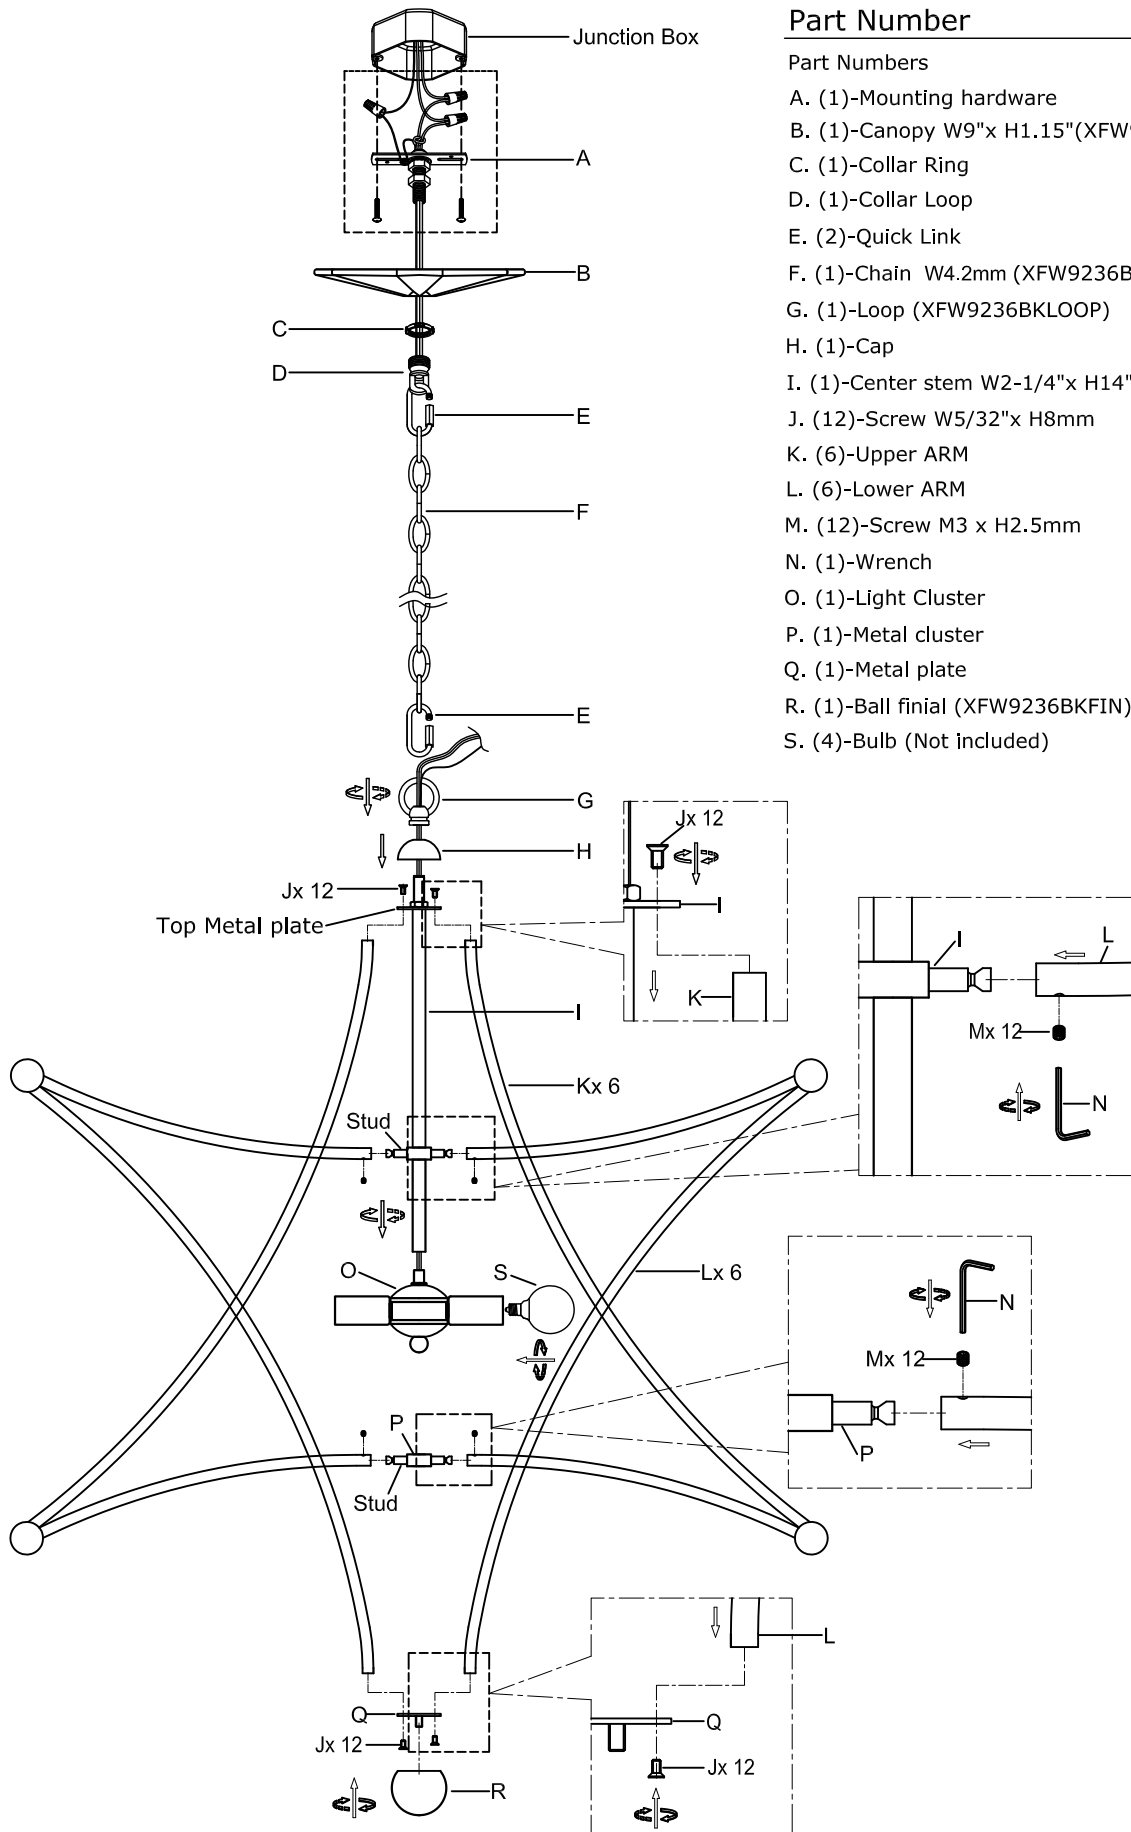 Part Number
Part Numbers
A. (1)-Mounting hardware
B. (1)-Canopy W9"x H1.15"(XFW9
C. (1)-Collar Ring
D. (1)-Collar Loop
E. (2)-Quick Link
F. (1)-Chain W4.2mm (XFW9236B
G. (1)-Loop (XFW9236BKLOOP)
H. (1)-Cap
I. (1)-Center stem W2-1/4"x H14"
J. (12)-Screw W5/32"x H8mm
K. (6)-Upper ARM
L. (6)-Lower ARM
M. (12)-Screw M3 x H2.5mm
N. (1)-Wrench
O. (1)-Light Cluster
P. (1)-Metal cluster
Q. (1)-Metal plate
R. (1)-Ball finial (XFW9236BKFIN)
S. (4)-Bulb (Not included)
Junction Box
A
B
C
D
E
F
E
G
H
Jx 12
Top Metal plate
I
Kx 6
Stud
O
S
Lx 6
P
Stud
Q
Jx 12
R
Jx 12
I
K
I
L
Mx 12
N
N
Mx 12
P
L
Q
Jx 12